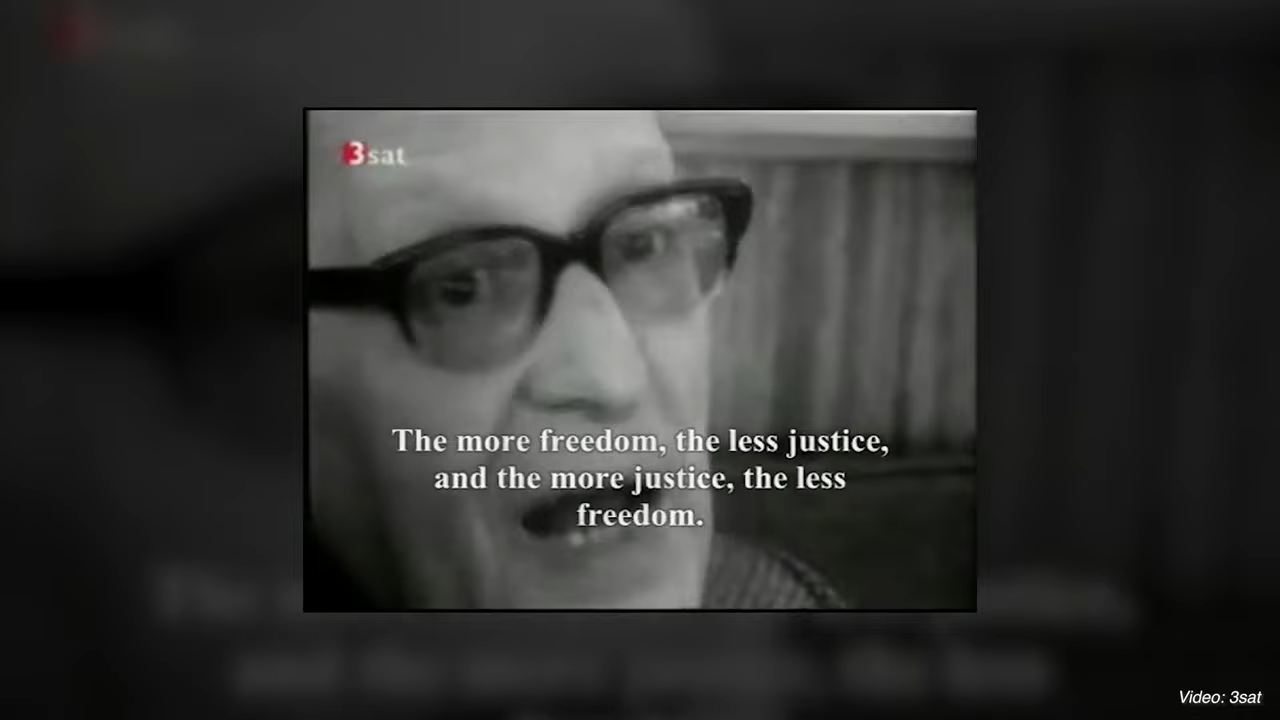 3sat
The more freedom, the less justice,
and the more justice, the less
freedom.
Video: 3sat